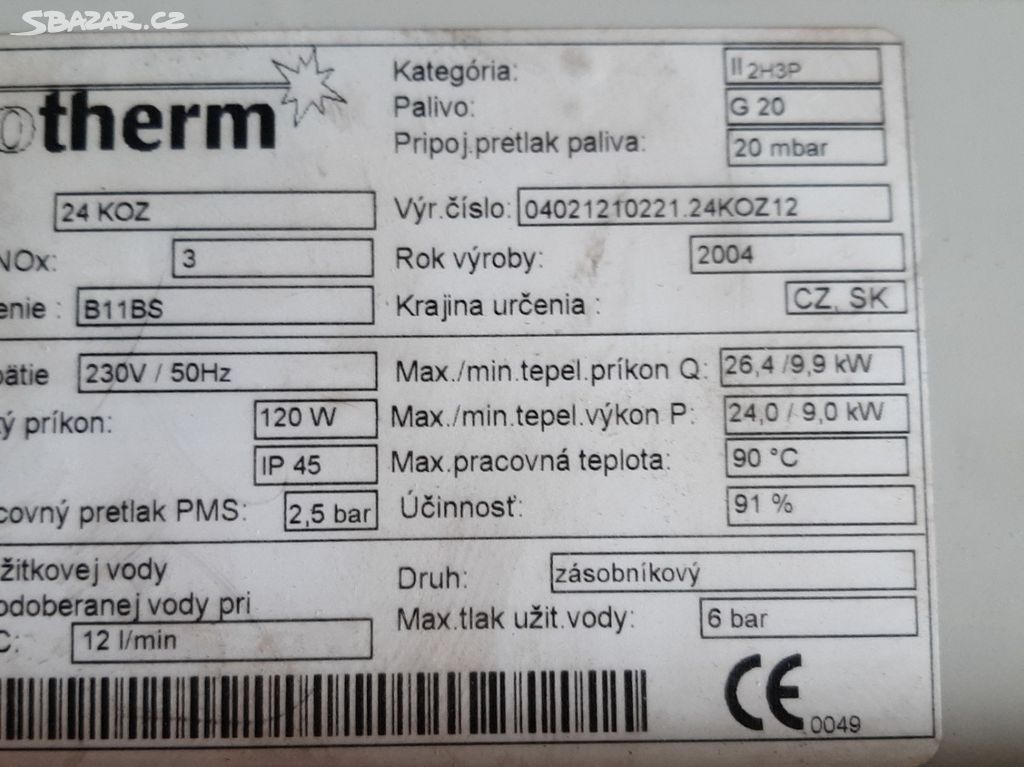 SBAZAR.CZ
otherm
Kategória: II 2H3P
Palivo: G 20
Pripoj.pretlak paliva: 20 mbar
24 KOZ
Výr.číslo: 04021210221.24KOZ12
NOx: 3
Rok výroby: 2004
enie : B11BS
Krajina určenia : CZ, SK
pätie 230V / 50Hz
Max./min.tepel.príkon Q: 26,4 /9,9 kW
ý príkon: 120 W
Max./min.tepel.výkon P: 24,0 / 9,0 kW
IP 45
Max.pracovná teplota: 90 °C
covný pretlak PMS: 2,5 bar
Účinnosť: 91 %
žitkovej vody
Druh: zásobníkový
odoberanej vody pri
C: 12 l/min
Max.tlak užit.vody: 6 bar
CE 0049